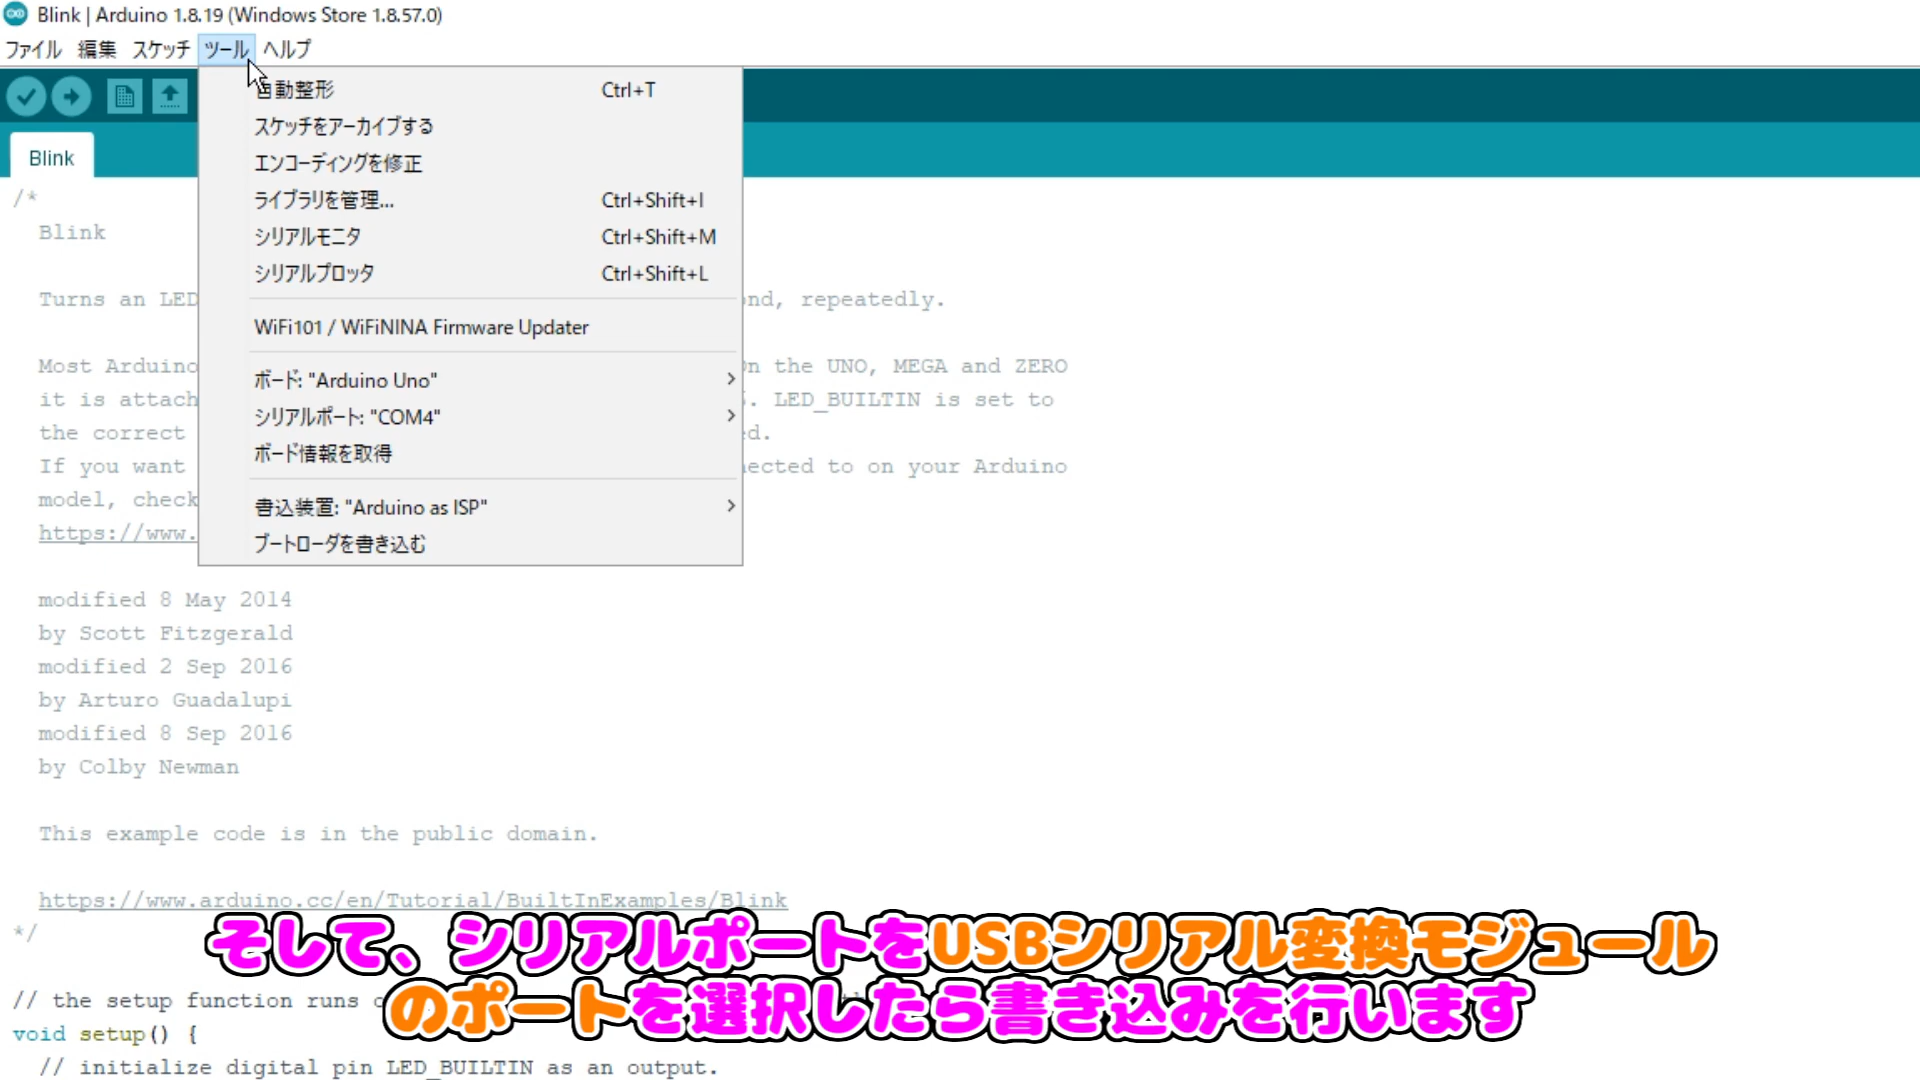 Blink | Arduino 1.8.19 (Windows Store 1.8.57.0)
ファイル 編集 スケッチ ツール ヘルプ
自動整形 Ctrl+T
スケッチをアーカイブする
エンコーディングを修正
ライブラリを管理... Ctrl+Shift+I
シリアルモニタ Ctrl+Shift+M
シリアルプロッタ Ctrl+Shift+L
WiFi101 / WiFiNINA Firmware Updater
ボード: "Arduino Uno"
シリアルポート: "COM4"
ボード情報を取得
書込装置: "Arduino as ISP"
ブートローダを書き込む
Blink
/*
Blink
Turns an LED nd, repeatedly.
Most Arduino n the UNO, MEGA and ZERO
it is attach . LED_BUILTIN is set to
the correct d.
If you want ected to on your Arduino
model, check
https://www.
modified 8 May 2014
by Scott Fitzgerald
modified 2 Sep 2016
by Arturo Guadalupi
modified 8 Sep 2016
by Colby Newman
This example code is in the public domain.
https://www.arduino.cc/en/Tutorial/BuiltInExamples/Blink
*/
そして、シリアルポートをUSBシリアル変換モジュール
のポートを選択したら書き込みを行います
// the setup function runs
void setup() {
// initialize digital pin LED_BUILTIN as an output.